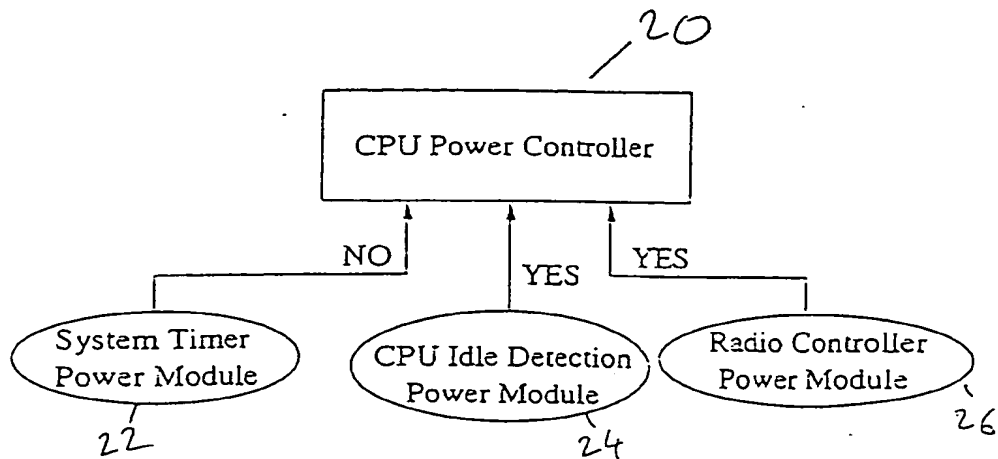 20
CPU Power Controller
NO
YES
YES
System Timer
Power Module
CPU Idle Detection
Power Module
Radio Controller
Power Module
22
24
26